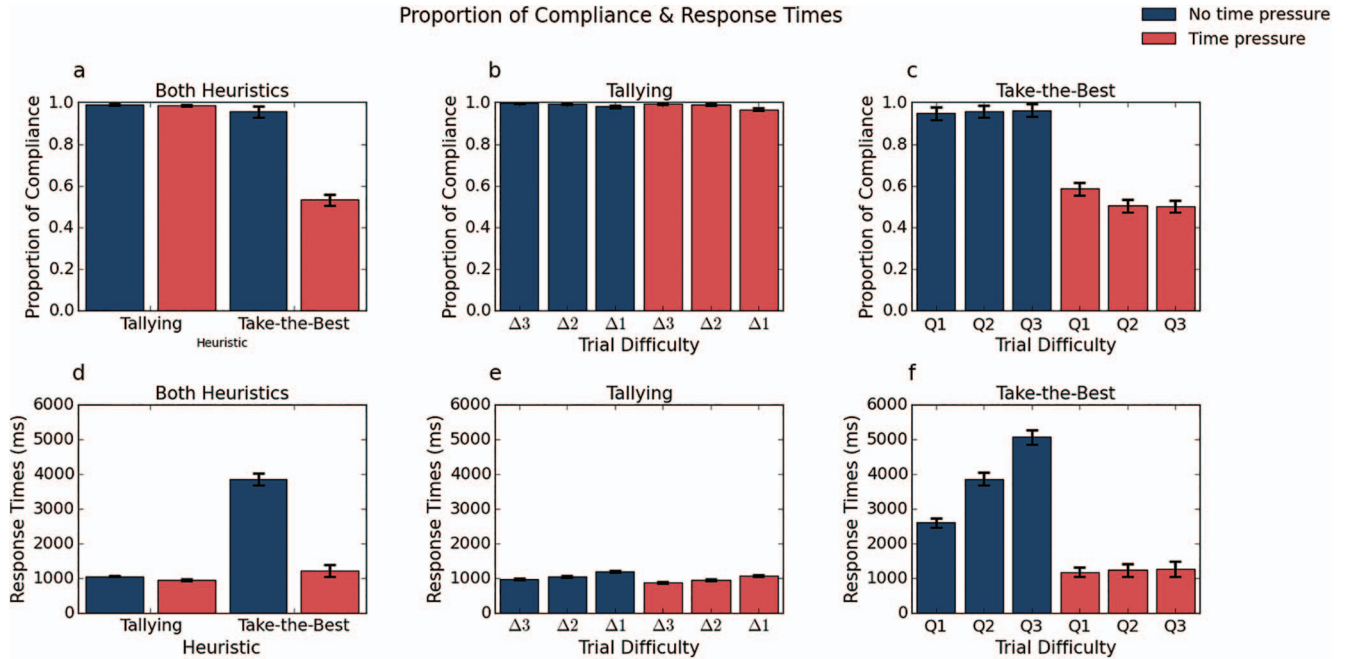 Proportion of Compliance & Response Times
No time pressure
Time pressure
a
Both Heuristics
Proportion of Compliance
1.0
0.8
0.6
0.4
0.2
0.0
Tallying Take-the-Best
Heuristic
b
Tallying
Proportion of Compliance
1.0
0.8
0.6
0.4
0.2
0.0
Δ3 Δ2 Δ1 Δ3 Δ2 Δ1
Trial Difficulty
c
Take-the-Best
Proportion of Compliance
1.0
0.8
0.6
0.4
0.2
0.0
Q1 Q2 Q3 Q1 Q2 Q3
Trial Difficulty
d
Both Heuristics
Response Times (ms)
6000
5000
4000
3000
2000
1000
0
Tallying Take-the-Best
Heuristic
e
Tallying
Response Times (ms)
6000
5000
4000
3000
2000
1000
0
Δ3 Δ2 Δ1 Δ3 Δ2 Δ1
Trial Difficulty
f
Take-the-Best
Response Times (ms)
6000
5000
4000
3000
2000
1000
0
Q1 Q2 Q3 Q1 Q2 Q3
Trial Difficulty